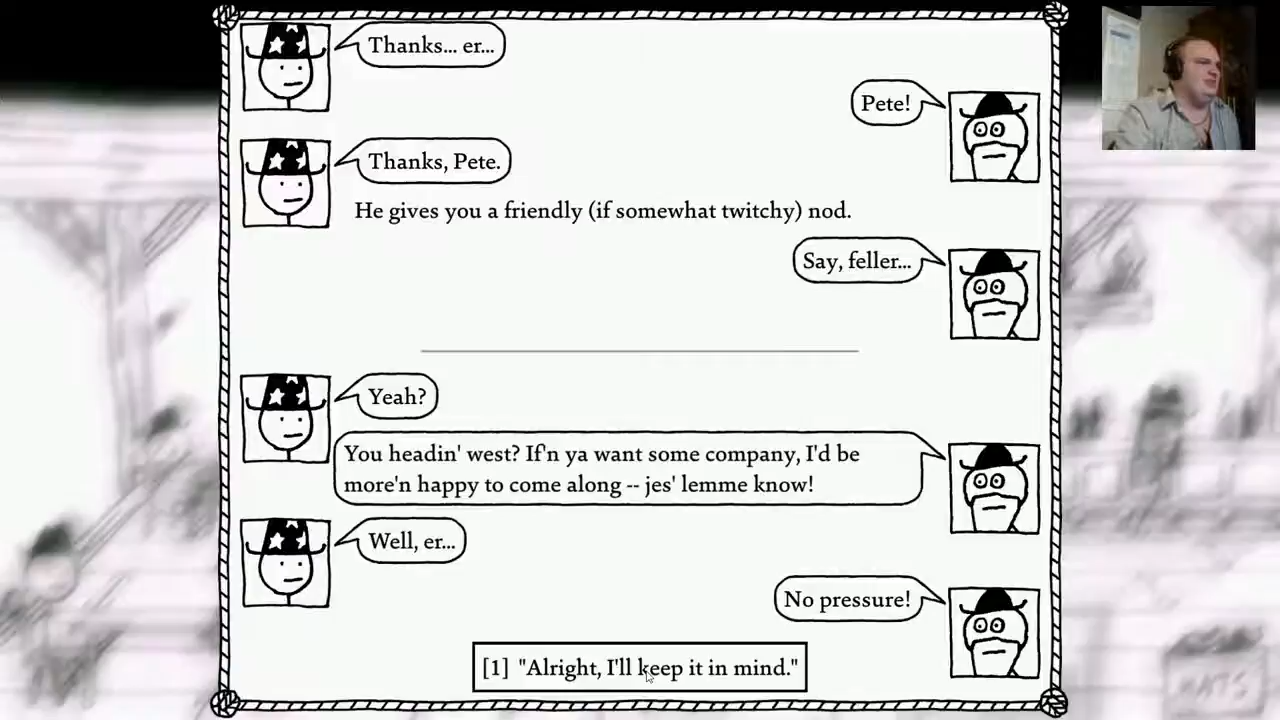 Thanks... er...
Pete!
Thanks, Pete.
He gives you a friendly (if somewhat twitchy) nod.
Say, feller...
Yeah?
You headin' west? If'n ya want some company, I'd be
more'n happy to come along -- jes' lemme know!
Well, er...
No pressure!
[1] "Alright, I'll keep it in mind."
HATS